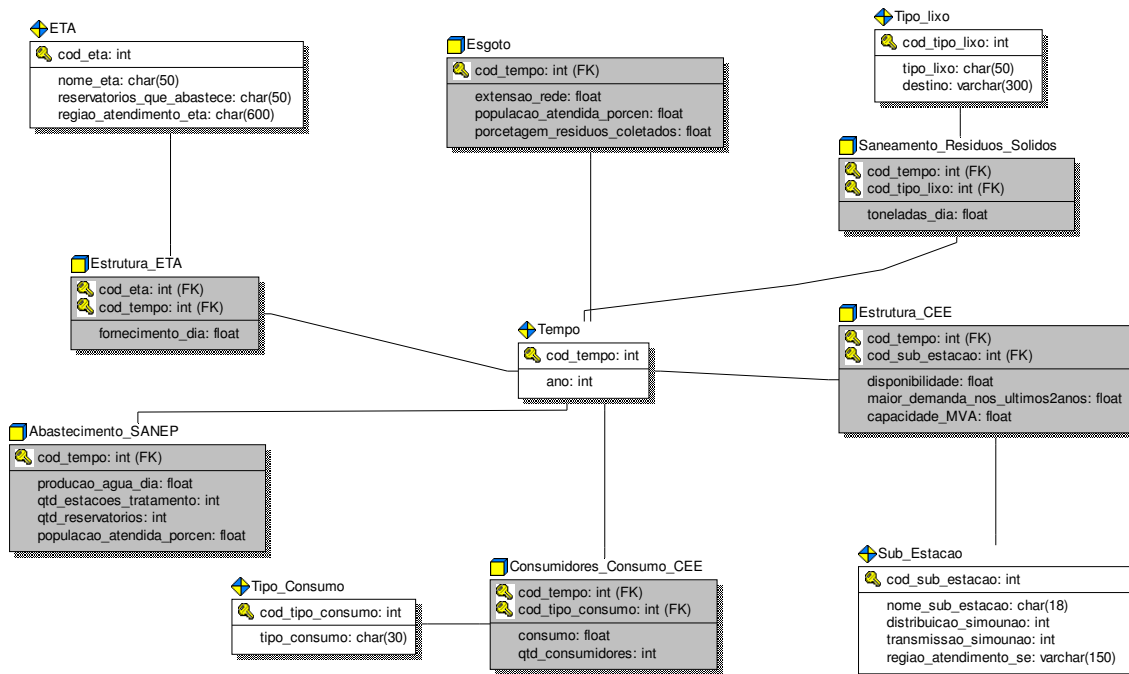 ETA
cod_eta: int
nome_eta: char(50)
reservatorios_que_abastece: char(50)
regiao_atendimento_eta: char(600)
Esgoto
cod_tempo: int (FK)
extensao_rede: float
populacao_atendida_porcen: float
porcetagem_residuos_coletados: float
Tipo_lixo
cod_tipo_lixo: int
tipo_lixo: char(50)
destino: varchar(300)
Saneamento_Residuos_Solidos
cod_tempo: int (FK)
cod_tipo_lixo: int (FK)
toneladas_dia: float
Estrutura_ETA
cod_eta: int (FK)
cod_tempo: int (FK)
fornecimento_dia: float
Tempo
cod_tempo: int
ano: int
Estrutura_CEE
cod_tempo: int (FK)
cod_sub_estacao: int (FK)
disponibilidade: float
maior_demanda_nos_ultimos2anos: float
capacidade_MVA: float
Abastecimento_SANEP
cod_tempo: int (FK)
producao_agua_dia: float
qtd_estacoes_tratamento: int
qtd_reservatorios: int
populacao_atendida_porcen: float
Tipo_Consumo
cod_tipo_consumo: int
tipo_consumo: char(30)
Consumidores_Consumo_CEE
cod_tempo: int (FK)
cod_tipo_consumo: int (FK)
consumo: float
qtd_consumidores: int
Sub_Estacao
cod_sub_estacao: int
nome_sub_estacao: char(18)
distribuicao_simounao: int
transmissao_simounao: int
regiao_atendimento_se: varchar(150)